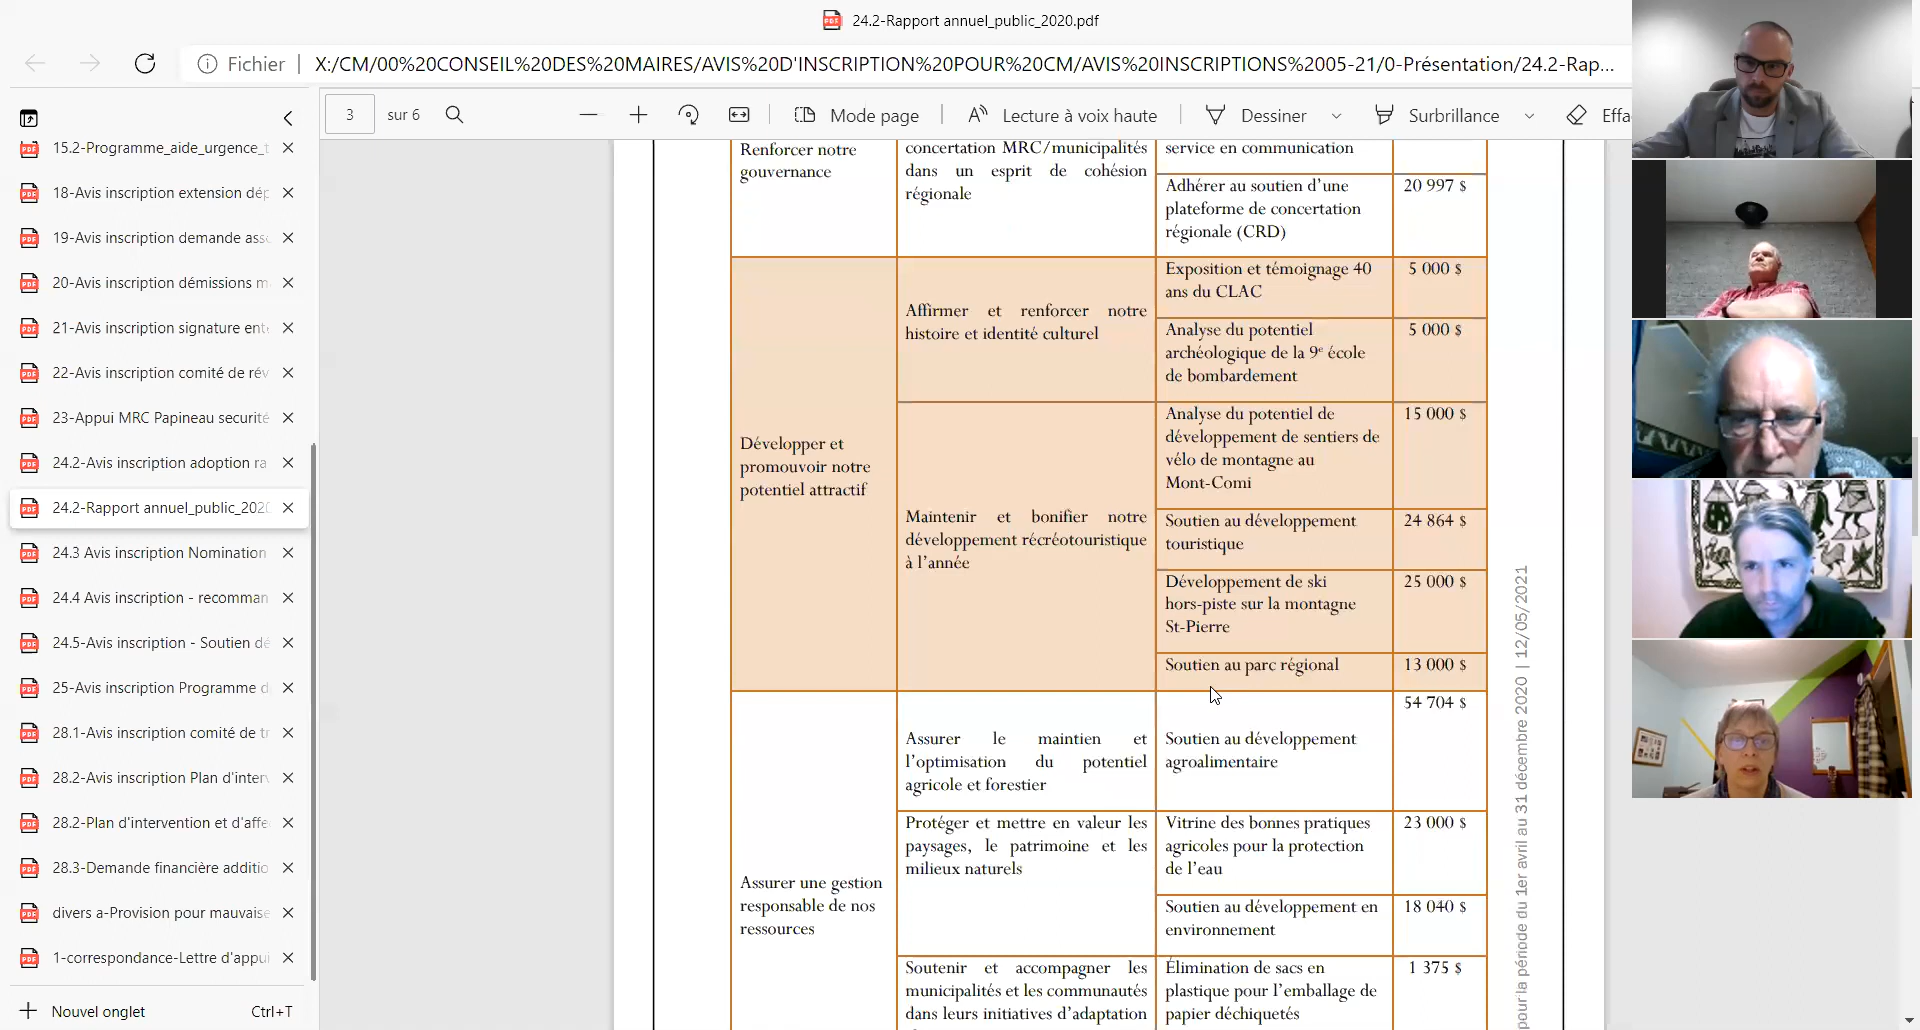 24.2-Rapport annuel_public_2020.pdf
Fichier
X:/CM/00%20CONSEIL%20DES%20MAIRES/AVIS%20D'INSCRIPTION%20POUR%20CM/AVIS%20INSCRIPTIONS%2005-21/0-Présentation/24.2-Rap...
3 sur 6
Mode page
Lecture à voix haute
Dessiner
Surbrillance
Effa
15.2-Programme_aide_urgence_t
18-Avis inscription extension dép
19-Avis inscription demande asso
20-Avis inscription démissions m
21-Avis inscription signature ent
22-Avis inscription comité de rév
23-Appui MRC Papineau securité
24.2-Avis inscription adoption ra
24.2-Rapport annuel_public_202
24.3 Avis inscription Nomination
24.4 Avis inscription - recomman
24.5-Avis inscription - Soutien dé
25-Avis inscription Programme d
28.1-Avis inscription comité de tr
28.2-Avis inscription Plan d'interv
28.2-Plan d'intervention et d'affe
28.3-Demande financière additio
divers a-Provision pour mauvaise
1-correspondance-Lettre d'appui
Nouvel onglet Ctrl+T
Renforcer notre
gouvernance
concertation MRC/municipalités
dans un esprit de cohésion
régionale
service en communication
Adhérer au soutien d'une
plateforme de concertation
régionale (CRD)
20 997 $
Développer et
promouvoir notre
potentiel attractif
Affirmer et renforcer notre
histoire et identité culturel
Exposition et témoignage 40
ans du CLAC
5 000 $
Analyse du potentiel
archéologique de la 9e école
de bombardement
5 000 $
Maintenir et bonifier notre
développement récréotouristique
à l'année
Analyse du potentiel de
développement de sentiers de
vélo de montagne au
Mont-Comi
15 000 $
Soutien au développement
touristique
24 864 $
Développement de ski
hors-piste sur la montagne
St-Pierre
25 000 $
Soutien au parc régional
13 000 $
Assurer une gestion
responsable de nos
ressources
Assurer le maintien et
l'optimisation du potentiel
agricole et forestier
Soutien au développement
agroalimentaire
54 704 $
Protéger et mettre en valeur les
paysages, le patrimoine et les
milieux naturels
Vitrine des bonnes pratiques
agricoles pour la protection
de l'eau
23 000 $
Soutien au développement en
environnement
18 040 $
Soutenir et accompagner les
municipalités et les communautés
dans leurs initiatives d'adaptation
Élimination de sacs en
plastique pour l'emballage de
papier déchiquetés
1 375 $
pour la période du 1er avril au 31 décembre 2020 | 12/05/2021